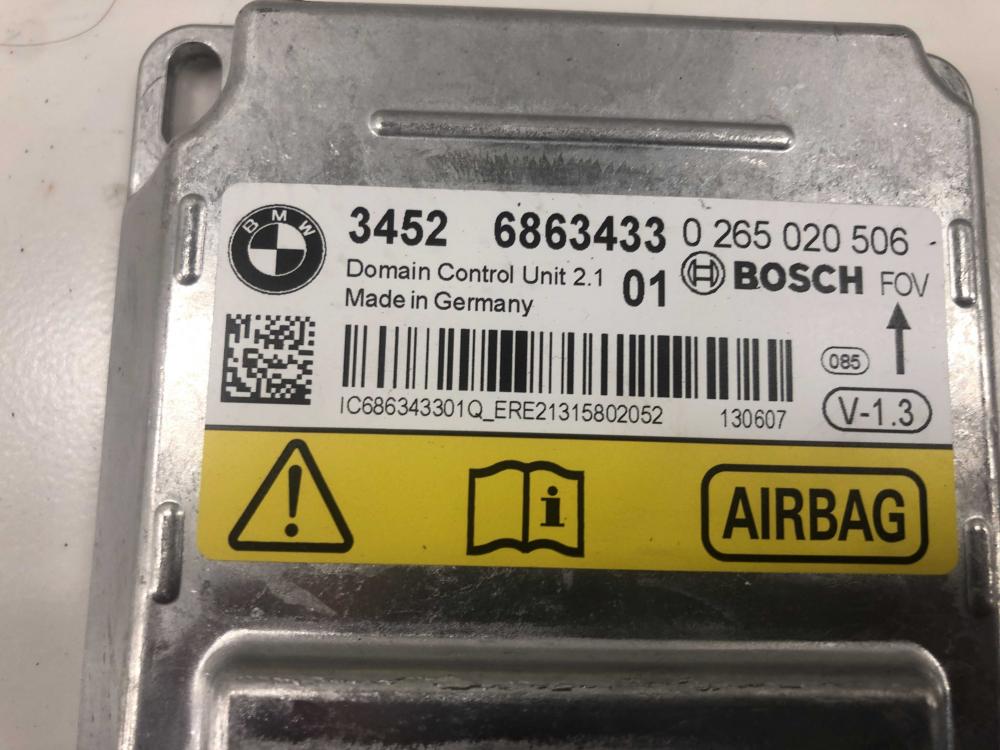 BMW
3452 6863433 0 265 020 506
Domain Control Unit 2.1 01 BOSCH FOV
Made in Germany
085
IC686343301Q_ERE21315802052 130607 V-1.3
i
AIRBAG